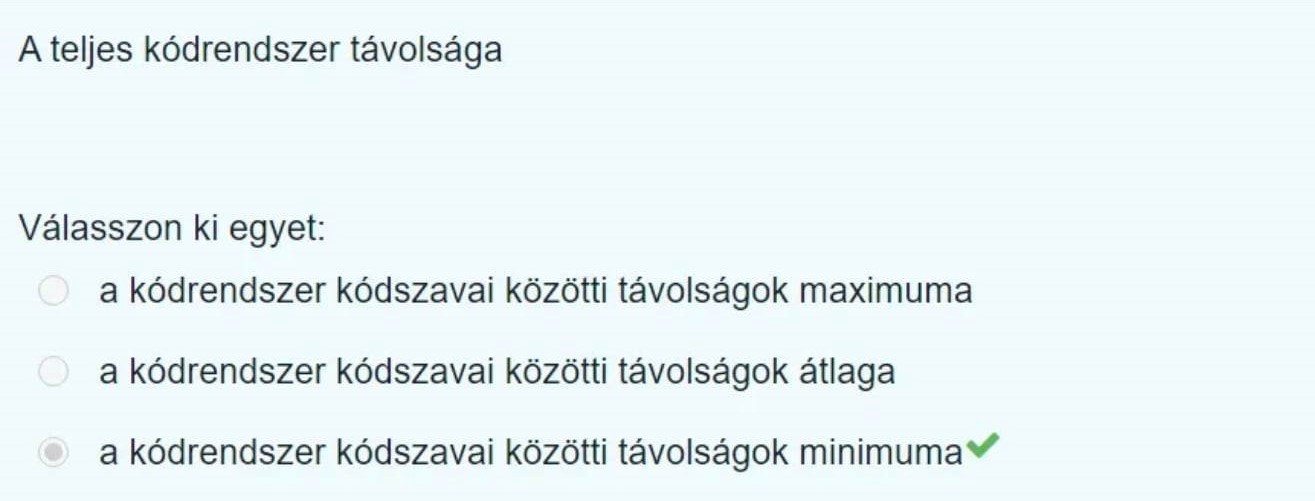 A teljes kódrendszer távolsága
Válasszon ki egyet:
a kódrendszer kódszavai közötti távolságok maximuma
a kódrendszer kódszavai közötti távolságok átlaga
a kódrendszer kódszavai közötti távolságok minimuma